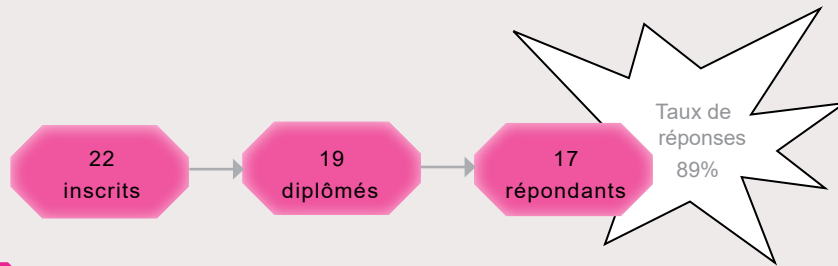 22
inscrits
19
diplômés
17
répondants
Taux de
réponses
89%